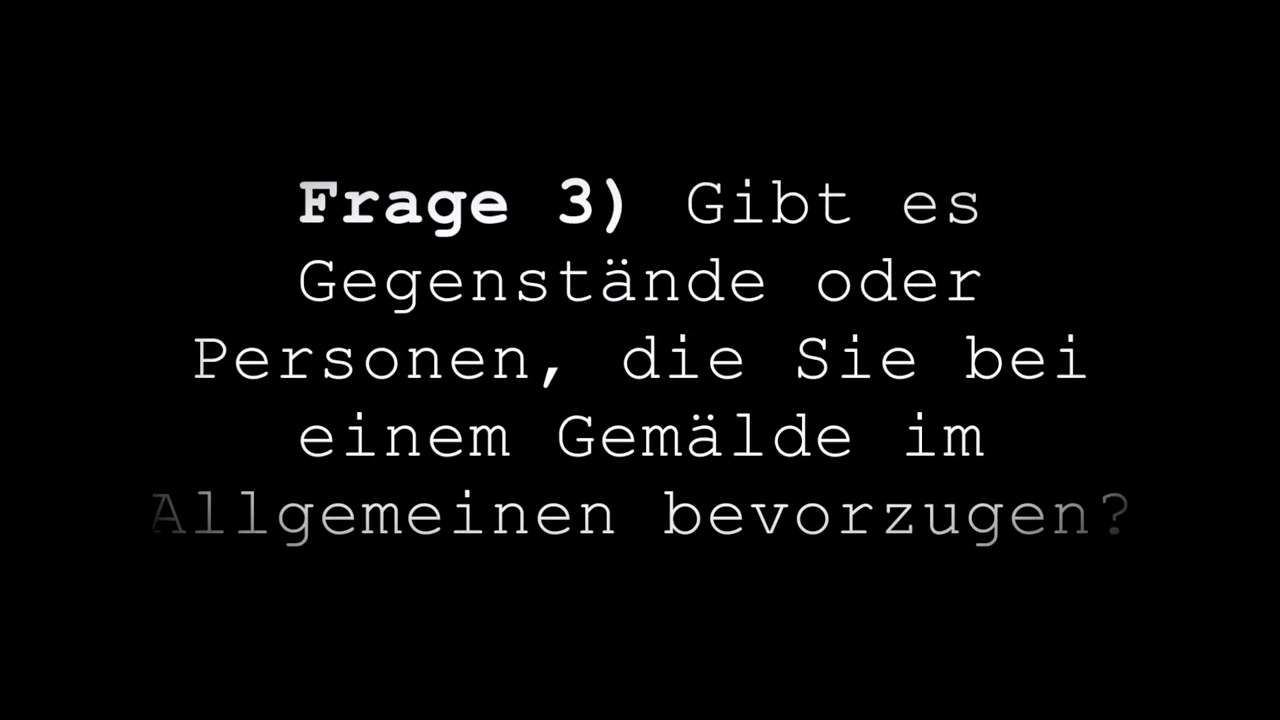 Frage 3) Gibt es
Gegenstände oder
Personen, die Sie bei
einem Gemälde im
Allgemeinen bevorzugen?